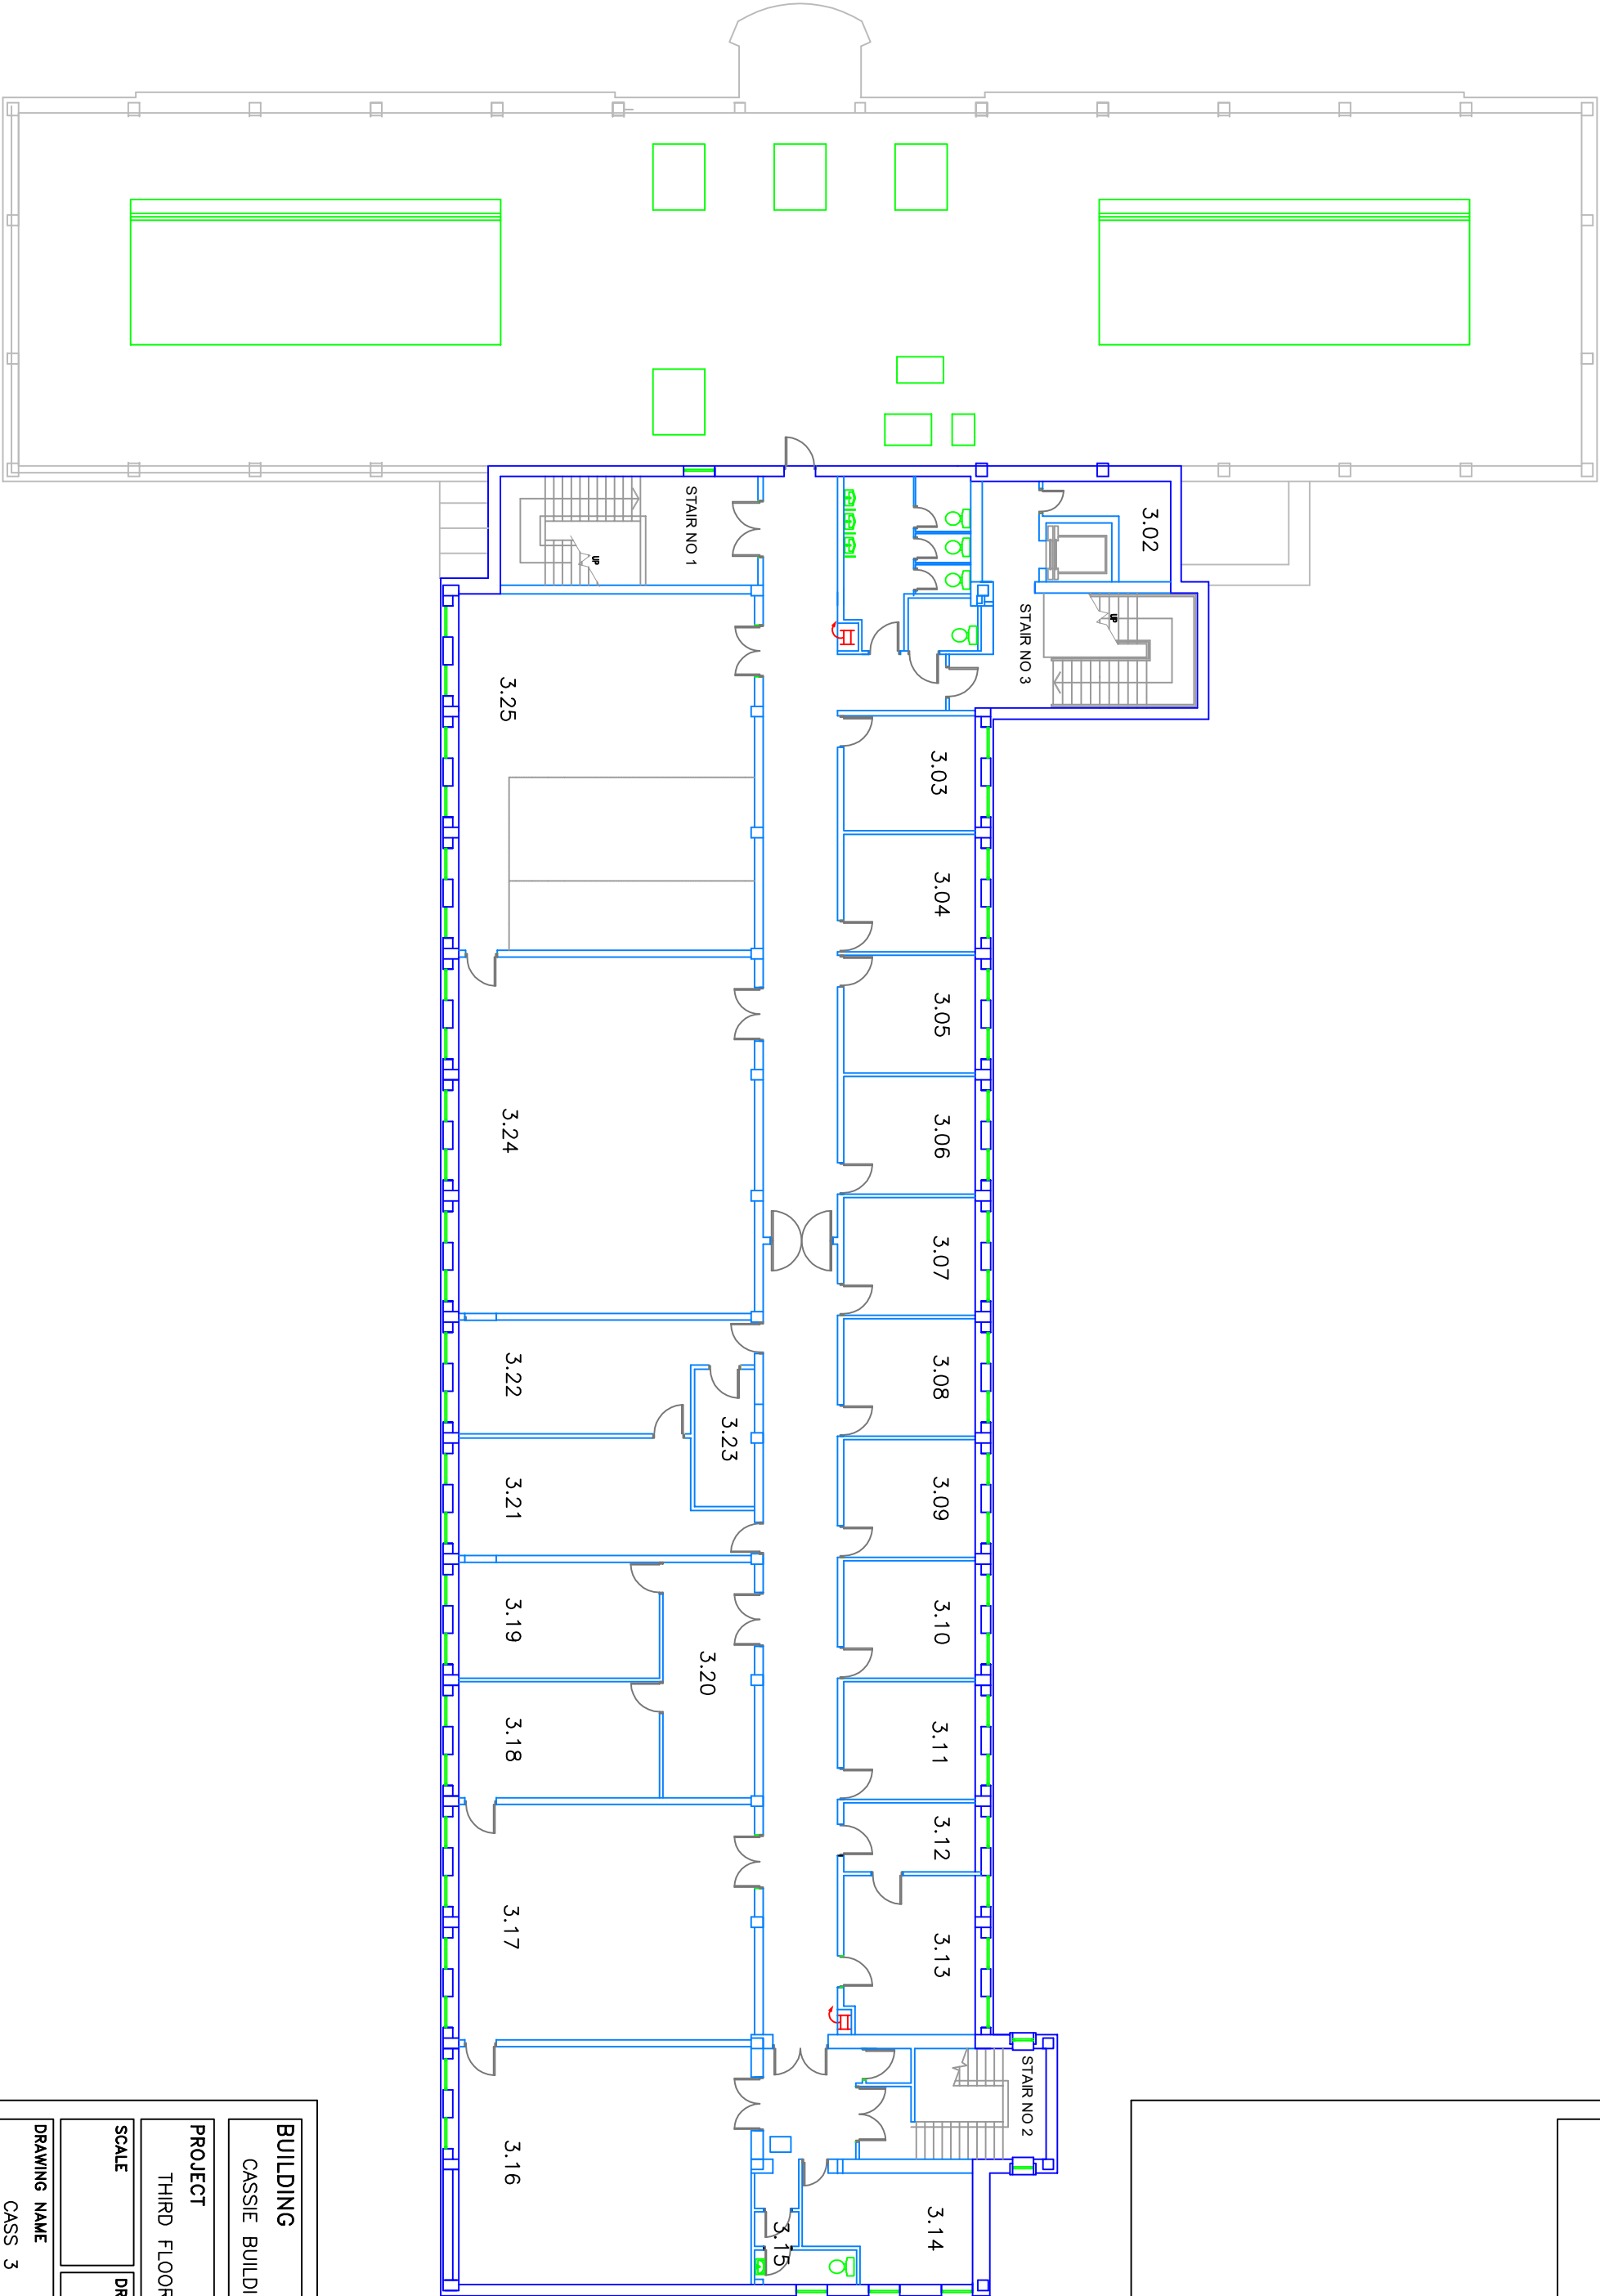 STAIR NO 1
UP
3.02
STAIR NO 3
UP
3.25
3.03
3.04
3.05
3.24
3.06
3.07
3.22
3.08
3.23
3.21
3.09
3.19
3.10
3.20
3.18
3.11
3.12
3.17
3.13
STAIR NO 2
3.16
3.14
3.15
BUILDING
CASSIE BUILDI
PROJECT
THIRD FLOOR
SCALE
DR
DRAWING NAME
CASS 3